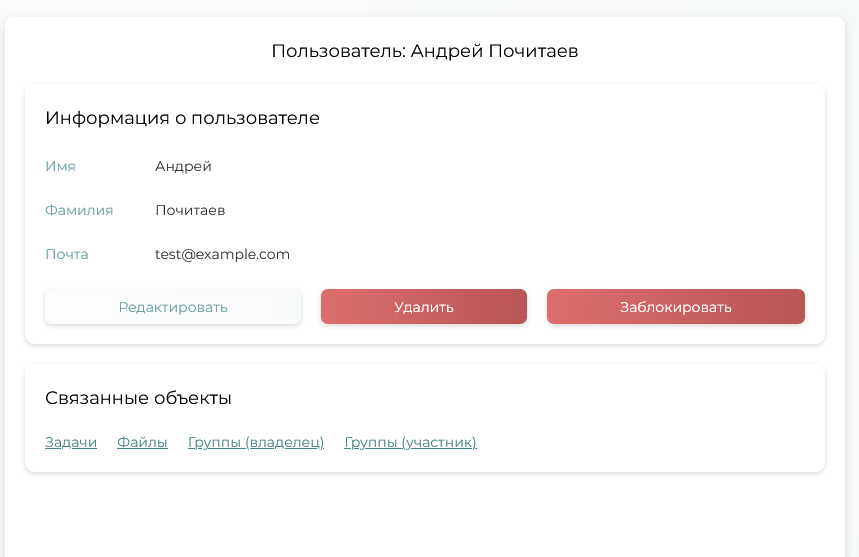 Пользователь: Андрей Почитаев
Информация о пользователе
Имя Андрей
Фамилия Почитаев
Почта test@example.com
Редактировать Удалить Заблокировать
Связанные объекты
Задачи Файлы Группы (владелец) Группы (участник)